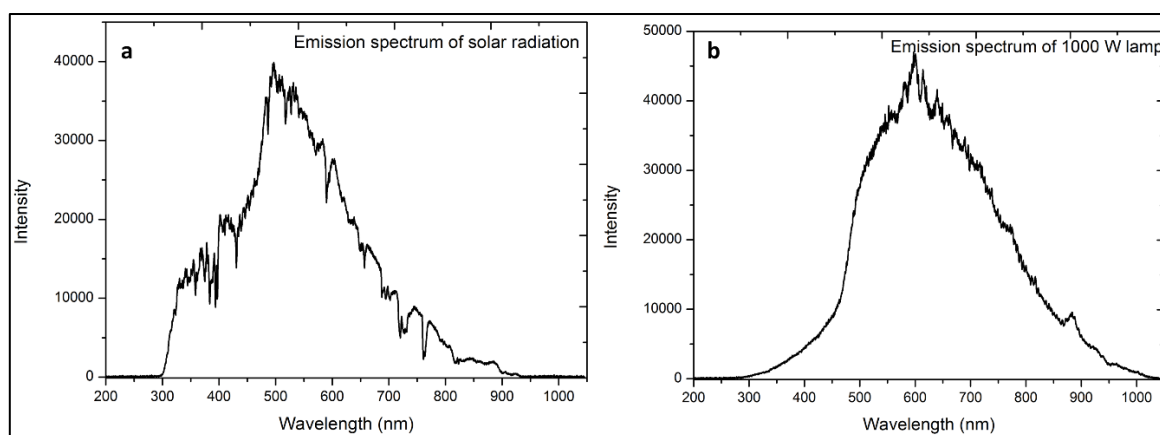 a
Emission spectrum of solar radiation
40000
30000
20000
10000
0
Intensity
200 300 400 500 600 700 800 900 1000
Wavelength (nm)
b
Emission spectrum of 1000 W lamp
50000
40000
30000
20000
10000
0
Intensity
200 300 400 500 600 700 800 900 1000
Wavelength (nm)